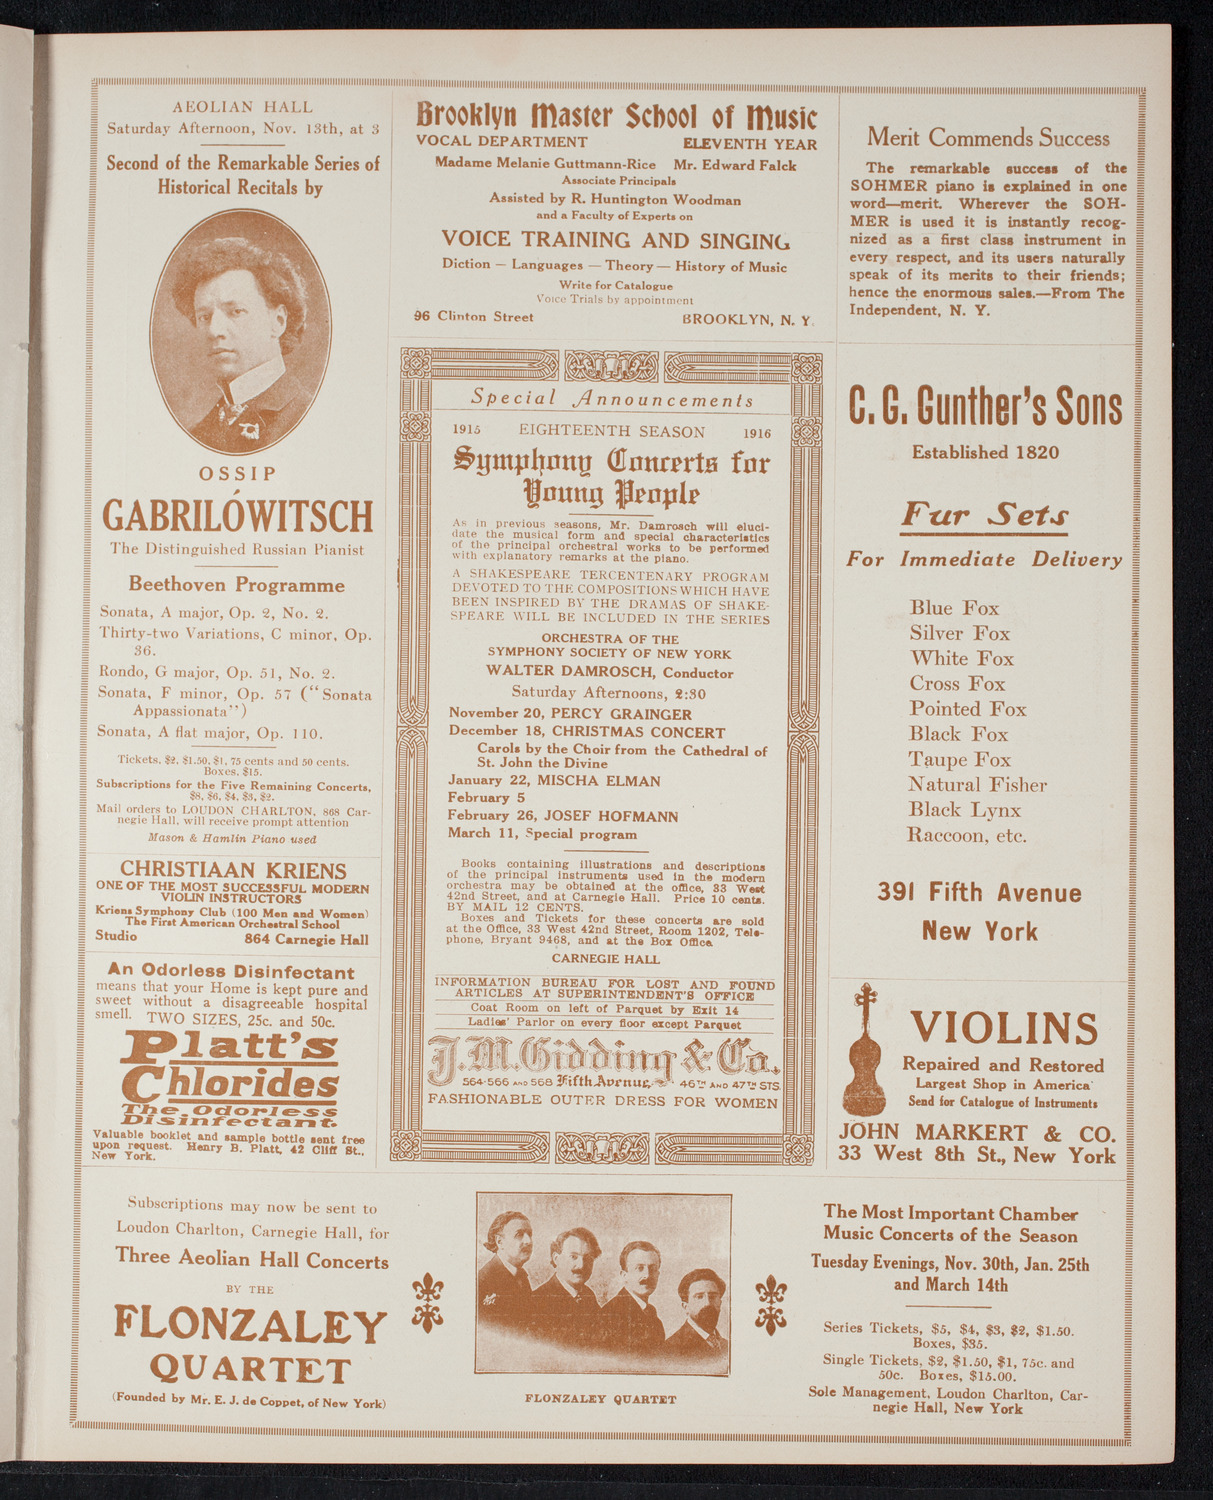 AEOLIAN HALL
Saturday Afternoon, Nov. 13th, at 3
Second of the Remarkable Series of
Historical Recitals by
OSSIP
GABRILÓWITSCH
The Distinguished Russian Pianist
Beethoven Programme
Sonata, A major, Op. 2, No. 2.
Thirty-two Variations, C minor, Op.
36.
Rondo, G major, Op. 51, No. 2.
Sonata, F minor, Op. 57 ("Sonata
Appassionata")
Sonata, A flat major, Op. 110.
Tickets, $2, $1.50, $1, 75 cents and 50 cents.
Boxes, $15.
Subscriptions for the Five Remaining Concerts,
$8, $6, $4, $3, $2.
Mail orders to LOUDON CHARLTON, 868 Car-
negie Hall, will receive prompt attention
Mason & Hamlin Piano used
CHRISTIAAN KRIENS
ONE OF THE MOST SUCCESSFUL MODERN
VIOLIN INSTRUCTORS
Kriens Symphony Club (100 Men and Women)
The First American Orchestral School
Studio 864 Carnegie Hall
An Odorless Disinfectant
means that your Home is kept pure and
sweet without a disagreeable hospital
smell. TWO SIZES, 25c. and 50c.
Platt's
Chlorides
The Odorless
Disinfectant.
Valuable booklet and sample bottle sent free
upon request. Henry B. Platt, 42 Cliff St.,
New York.
Brooklyn Master School of Music
VOCAL DEPARTMENT ELEVENTH YEAR
Madame Melanie Guttmann-Rice Mr. Edward Falck
Associate Principals
Assisted by R. Huntington Woodman
and a Faculty of Experts on
VOICE TRAINING AND SINGING
Diction — Languages — Theory — History of Music
Write for Catalogue
Voice Trials by appointment
96 Clinton Street BROOKLYN, N. Y.
Special Announcements
1915 EIGHTEENTH SEASON 1916
Symphony Concerts for
Young People
As in previous seasons, Mr. Damrosch will eluci-
date the musical form and special characteristics
of the principal orchestral works to be performed
with explanatory remarks at the piano.
A SHAKESPEARE TERCENTENARY PROGRAM
DEVOTED TO THE COMPOSITIONS WHICH HAVE
BEEN INSPIRED BY THE DRAMAS OF SHAKE-
SPEARE WILL BE INCLUDED IN THE SERIES
ORCHESTRA OF THE
SYMPHONY SOCIETY OF NEW YORK
WALTER DAMROSCH, Conductor
Saturday Afternoons, 2:30
November 20, PERCY GRAINGER
December 18, CHRISTMAS CONCERT
Carols by the Choir from the Cathedral of
St. John the Divine
January 22, MISCHA ELMAN
February 5
February 26, JOSEF HOFMANN
March 11, Special program
Books containing illustrations and descriptions
of the principal instruments used in the modern
orchestra may be obtained at the office, 33 West
42nd Street, and at Carnegie Hall. Price 10 cents.
BY MAIL 12 CENTS.
Boxes and Tickets for these concerts are sold
at the Office, 33 West 42nd Street, Room 1202, Tele-
phone, Bryant 9468, and at the Box Office
CARNEGIE HALL
INFORMATION BUREAU FOR LOST AND FOUND
ARTICLES AT SUPERINTENDENT'S OFFICE
Coat Room on left of Parquet by Exit 14
Ladies' Parlor on every floor except Parquet
J.M. Gidding & Co.
564-566 AND 568 Fifth Avenue 46TH AND 47TH STS.
FASHIONABLE OUTER DRESS FOR WOMEN
Merit Commends Success
The remarkable success of the
SOHMER piano is explained in one
word—merit. Wherever the SOH-
MER is used it is instantly recog-
nized as a first class instrument in
every respect, and its users naturally
speak of its merits to their friends;
hence the enormous sales.—From The
Independent, N. Y.
C. G. Gunther's Sons
Established 1820
Fur Sets
For Immediate Delivery
Blue Fox
Silver Fox
White Fox
Cross Fox
Pointed Fox
Black Fox
Taupe Fox
Natural Fisher
Black Lynx
Raccoon, etc.
391 Fifth Avenue
New York
VIOLINS
Repaired and Restored
Largest Shop in America
Send for Catalogue of Instruments
JOHN MARKERT & CO.
33 West 8th St., New York
Subscriptions may now be sent to
Loudon Charlton, Carnegie Hall, for
Three Aeolian Hall Concerts
BY THE
FLONZALEY
QUARTET
(Founded by Mr. E. J. de Coppet, of New York)
FLONZALEY QUARTET
The Most Important Chamber
Music Concerts of the Season
Tuesday Evenings, Nov. 30th, Jan. 25th
and March 14th
Series Tickets, $5, $4, $3, $2, $1.50.
Boxes, $35.
Single Tickets, $2, $1.50, $1, 75c. and
50c. Boxes, $15.00.
Sole Management, Loudon Charlton, Car-
negie Hall, New York